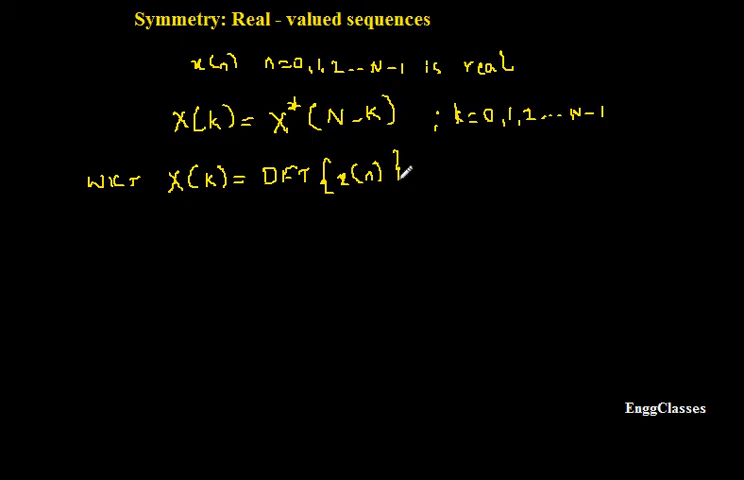 Symmetry: Real - valued sequences
x(n) n=0,1,2...N-1 is real
X(k) = X*(N-k) ; k=0,1,2...N-1
WKT X(k) = DFT {x(n)}
EnggClasses